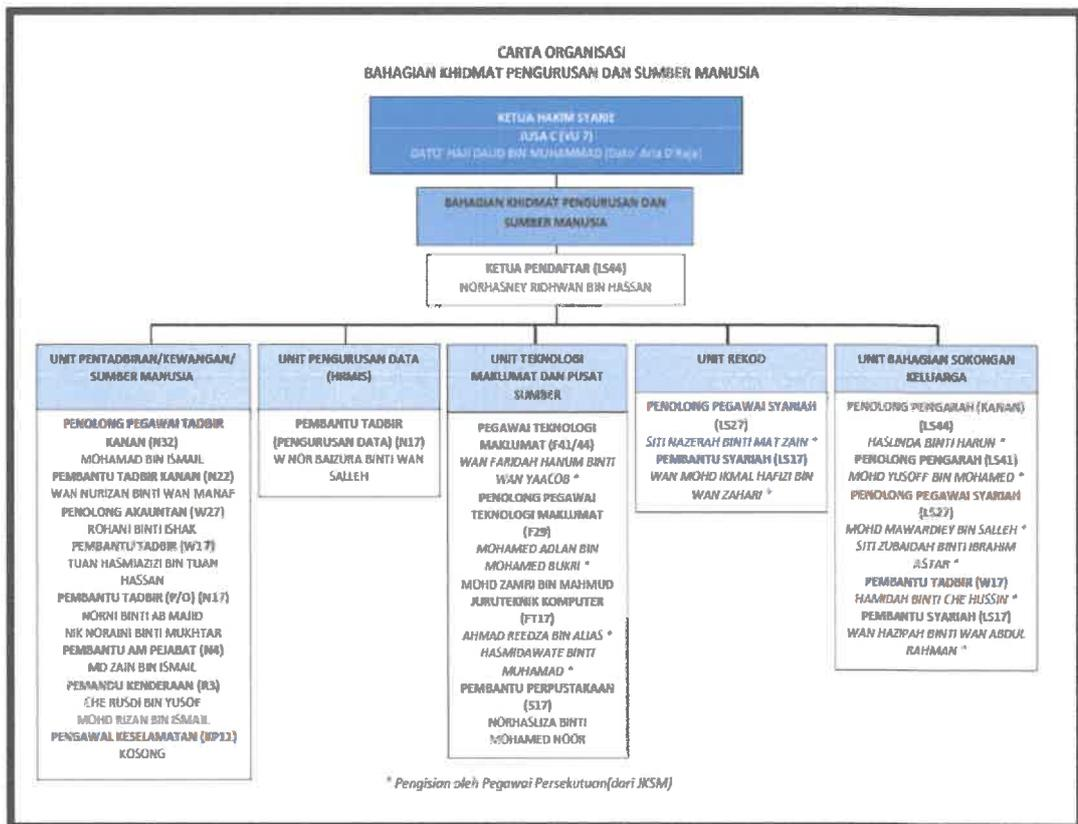 CARTA ORGANISASI
BAHAGIAN KHIDMAT PENGURUSAN DAN SUMBER MANUSIA
KETUA HAKIM SYARIE
JUSA C (VU 7)
DATO' HAJI DAUD BIN MUHAMMAD (Dato' Aria D'Raja)
BAHAGIAN KHIDMAT PENGURUSAN DAN
SUMBER MANUSIA
KETUA PENDAFTAR (LS44)
NORHASNEY RIDHWAN BIN HASSAN
UNIT PENTADBIRAN/KEWANGAN/
SUMBER MANUSIA
PENOLONG PEGAWAI TADBIR
KANAN (N32)
MOHAMAD BIN ISMAIL
PEMBANTU TADBIR KANAN (N22)
WAN NURIZAN BINTI WAN MANAF
PENOLONG AKAUNTAN (W27)
ROHANI BINTI ISHAK
PEMBANTU TADBIR (W17)
TUAN HASMIAZIZI BIN TUAN
HASSAN
PEMBANTU TADBIR (P/O) (N17)
NORNI BINTI AB MAJID
NIK NORAINI BINTI MUKHTAR
PEMBANTU AM PEJABAT (N4)
MD ZAIN BIN ISMAIL
PEMANDU KENDERAAN (R3)
CHE RUSDI BIN YUSOF
MOHD RIZAN BIN ISMAIL
PENGAWAL KESELAMATAN (KP11)
KOSONG
UNIT PENGURUSAN DATA
(HRMIS)
PEMBANTU TADBIR
(PENGURUSAN DATA) (N17)
W NOR BAIZURA BINTI WAN
SALLEH
UNIT TEKNOLOGI
MAKLUMAT DAN PUSAT
SUMBER
PEGAWAI TEKNOLOGI
MAKLUMAT (F41/44)
WAN FARIDAH HANUM BINTI
WAN YAACOB *
PENOLONG PEGAWAI
TEKNOLOGI MAKLUMAT
(F29)
MOHAMED ADLAN BIN
MOHAMED BUKRI *
MOHD ZAMRI BIN MAHMUD
JURUTEKNIK KOMPUTER
(FT17)
AHMAD REEDZA BIN ALIAS *
HASMIDAWATE BINTI
MUHAMAD *
PEMBANTU PERPUSTAKAAN
(S17)
NORHASLIZA BINTI
MOHAMED NOOR
UNIT REKOD
PENOLONG PEGAWAI SYARIAH
(LS27)
SITI NAZERAH BINTI MAT ZAIN *
PEMBANTU SYARIAH (LS17)
WAN MOHD IKMAL HAFIZI BIN
WAN ZAHARI *
UNIT BAHAGIAN SOKONGAN
KELUARGA
PENOLONG PENGARAH (KANAN)
(LS44)
HASLINDA BINTI HARUN *
PENOLONG PENGARAH (LS41)
MOHD YUSOFF BIN MOHAMED *
PENOLONG PEGAWAI SYARIAH
(LS27)
MOHD MAWARDIEY BIN SALLEH *
SITI ZUBAIDAH BINTI IBRAHIM
ASTAR *
PEMBANTU TADBIR (W17)
HAMIDAH BINTI CHE HUSSIN *
PEMBANTU SYARIAH (LS17)
WAN HAZIPAH BINTI WAN ABDUL
RAHMAN *
* Pengisian oleh Pegawai Persekutuan(dari JKSM)